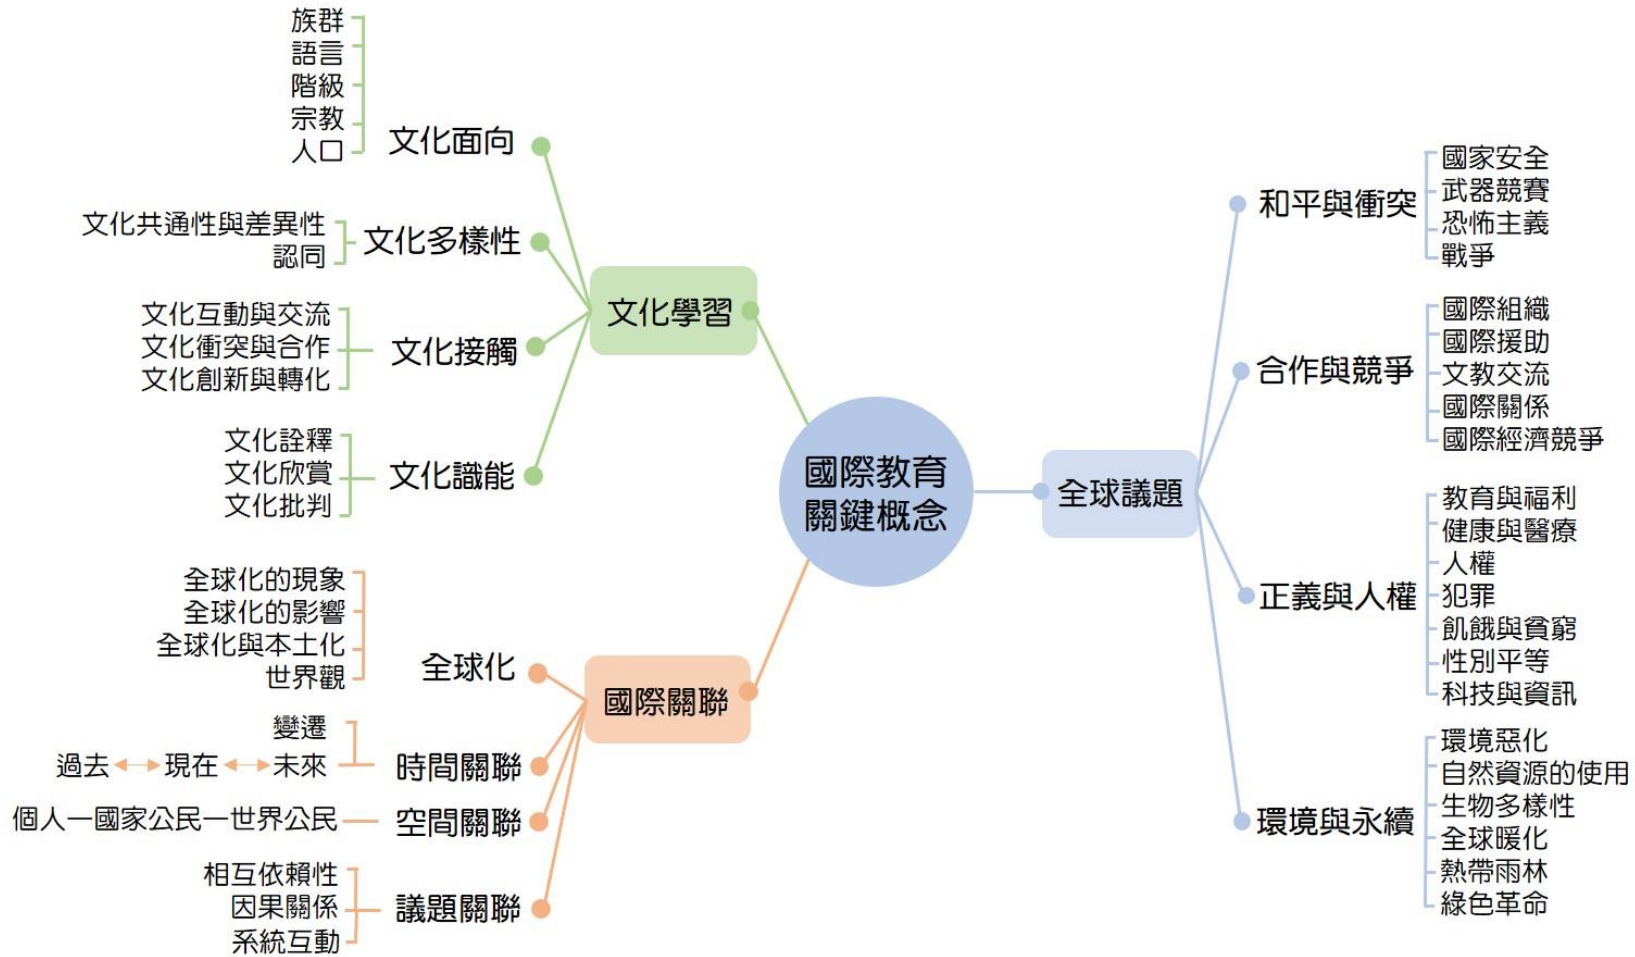 國際教育
關鍵概念
文化學習
文化面向
族群
語言
階級
宗教
人口
文化多樣性
文化共通性與差異性
認同
文化接觸
文化互動與交流
文化衝突與合作
文化創新與轉化
文化識能
文化詮釋
文化欣賞
文化批判
國際關聯
全球化
全球化的現象
全球化的影響
全球化與本土化
世界觀
時間關聯
變遷
過去 現在 未來
空間關聯
個人—國家公民—世界公民
議題關聯
相互依賴性
因果關係
系統互動
全球議題
和平與衝突
國家安全
武器競賽
恐怖主義
戰爭
合作與競爭
國際組織
國際援助
文教交流
國際關係
國際經濟競爭
正義與人權
教育與福利
健康與醫療
人權
犯罪
飢餓與貧窮
性別平等
科技與資訊
環境與永續
環境惡化
自然資源的使用
生物多樣性
全球暖化
熱帶雨林
綠色革命